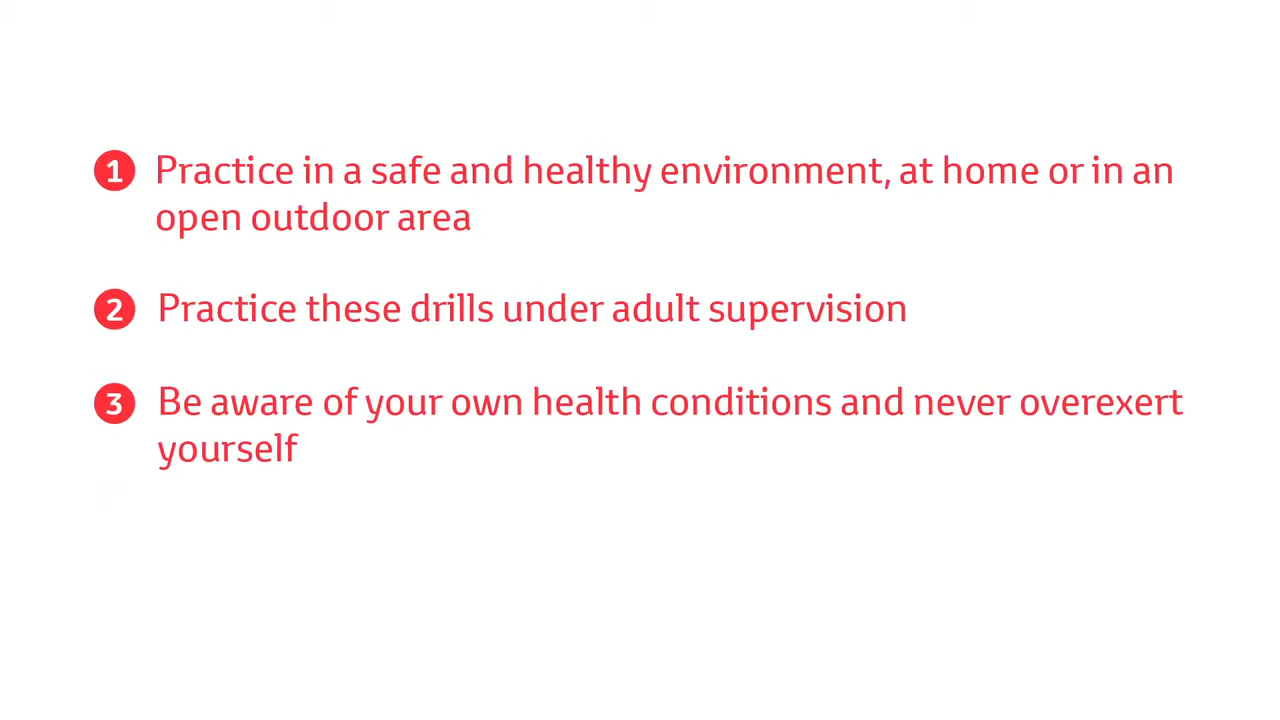 1 Practice in a safe and healthy environment, at home or in an
open outdoor area
2 Practice these drills under adult supervision
3 Be aware of your own health conditions and never overexert
yourself